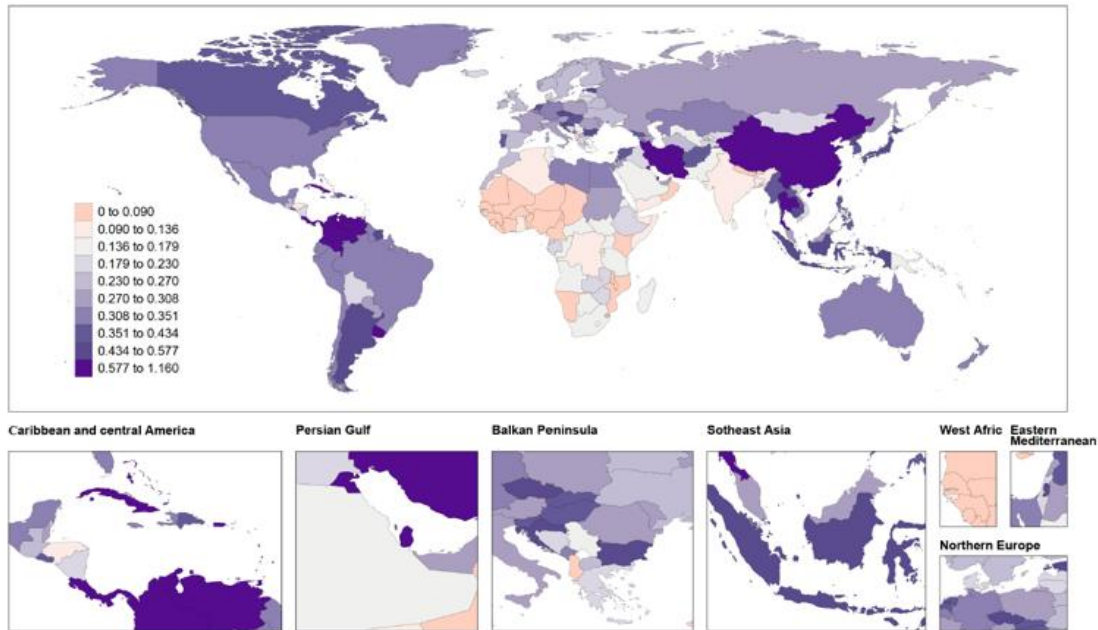 0 to 0.090
0.090 to 0.136
0.136 to 0.179
0.179 to 0.230
0.230 to 0.270
0.270 to 0.308
0.308 to 0.351
0.351 to 0.434
0.434 to 0.577
0.577 to 1.160
Caribbean and central America
Persian Gulf
Balkan Peninsula
Sotheast Asia
West Afric
Eastern
Mediterranean
Northern Europe